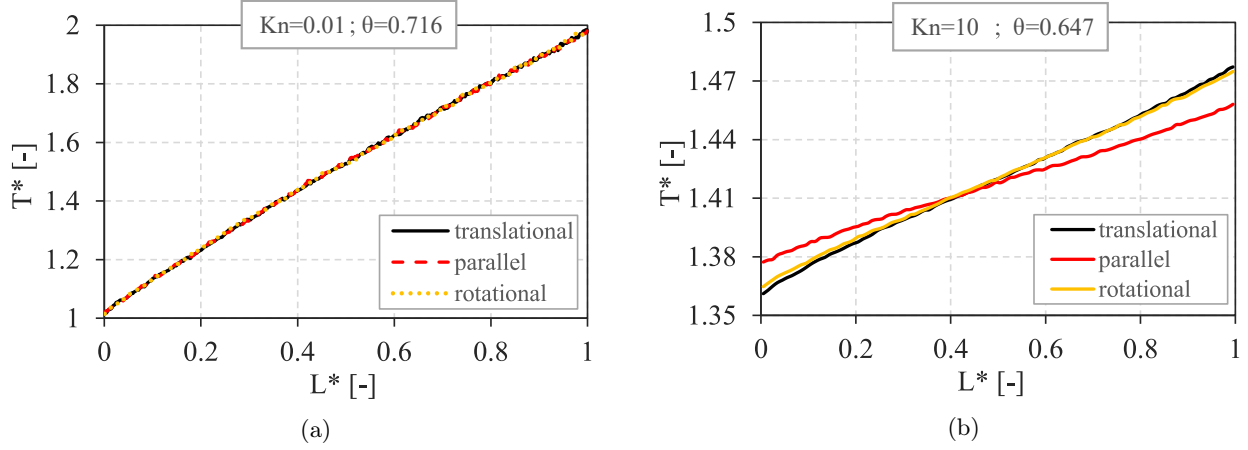 Kn=0.01 ; θ=0.716
2
1.8
1.6
1.4
1.2
1
T* [-]
translational
parallel
rotational
0 0.2 0.4 0.6 0.8 1
L* [-]
(a)
Kn=10 ; θ=0.647
1.5
1.47
1.44
1.41
1.38
1.35
T* [-]
translational
parallel
rotational
0 0.2 0.4 0.6 0.8 1
L* [-]
(b)